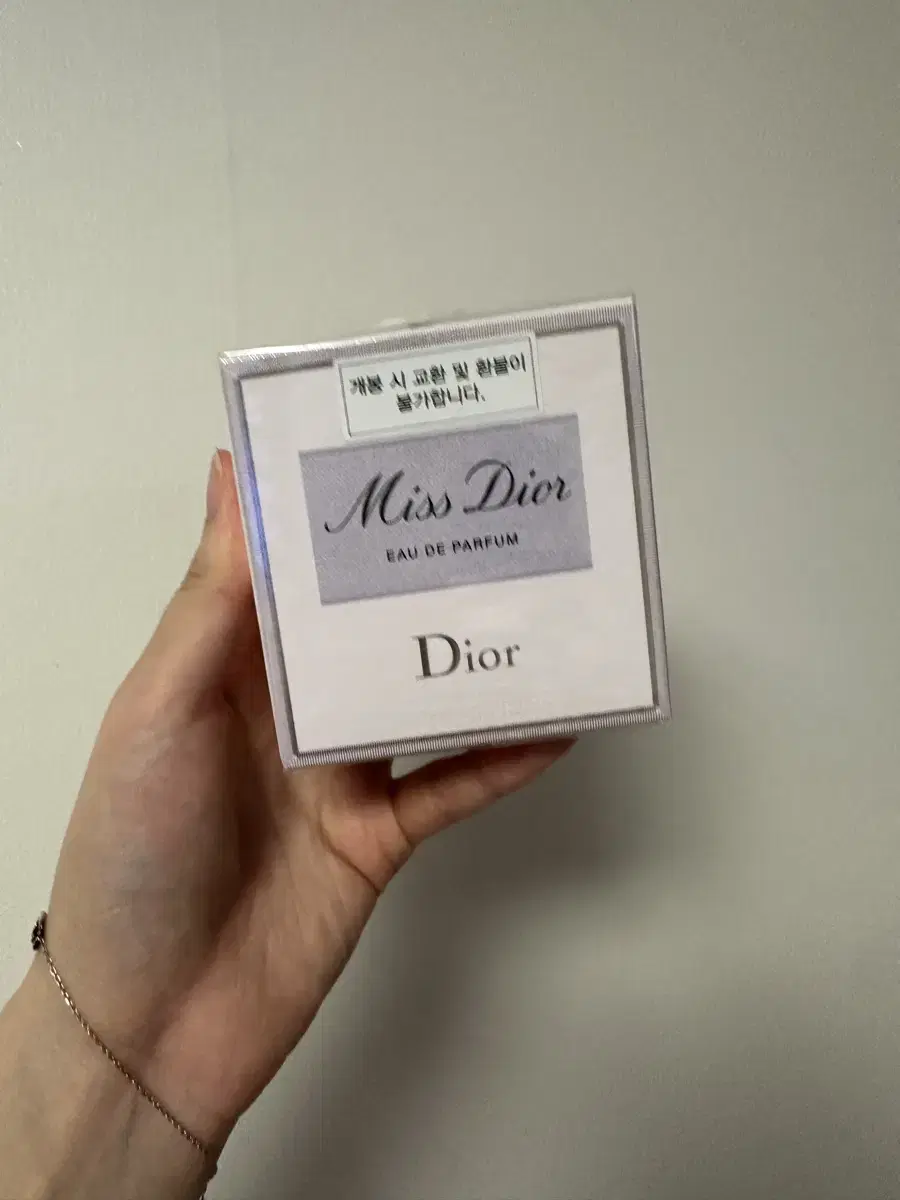 개봉 시 교환 및 환불이
불가합니다.
Miss Dior
EAU DE PARFUM
Dior